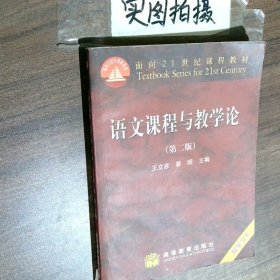 实图拍摄
面向21世纪课程教材
Textbook Series for 21st Century
语文课程与教学论
(第二版)
王文彦 蔡明 主编
高等教育出版社